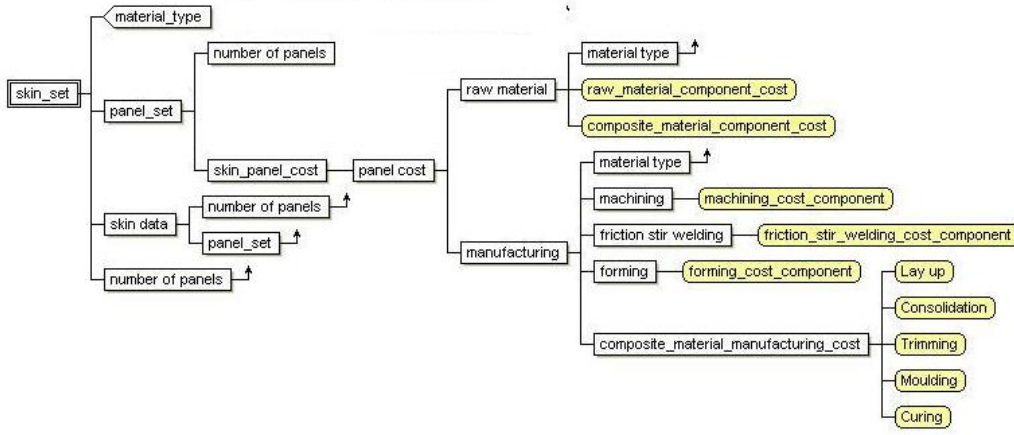 material_type
number of panels
material type
skin_set
raw material
raw_material_component_cost
panel_set
composite_material_component_cost
skin_panel_cost
panel cost
material type
number of panels
machining
machining_cost_component
skin data
panel_set
friction stir welding
friction_stir_welding_cost_component
manufacturing
number of panels
forming
forming_cost_component
Lay up
Consolidation
composite_material_manufacturing_cost
Trimming
Moulding
Curing